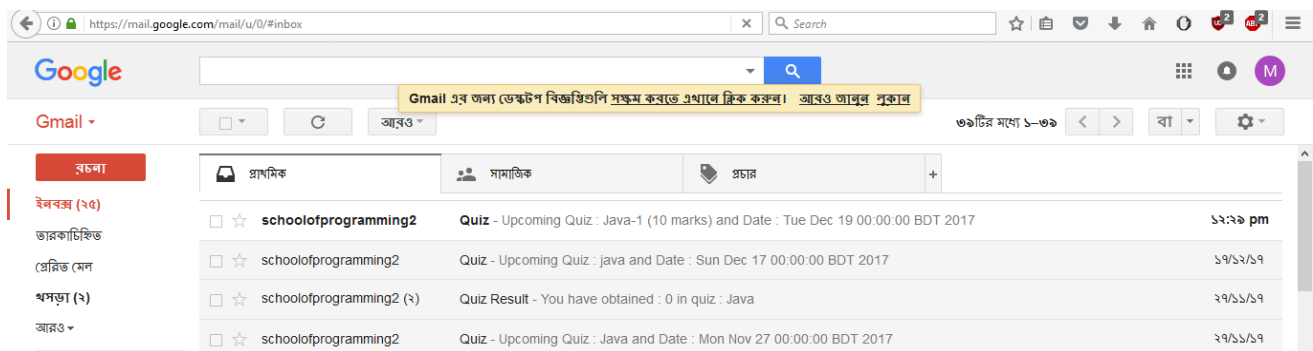 https://mail.google.com/mail/u/0/#inbox
Search
2
2
Google
M
Gmail এর জন্য ডেস্কটপ বিজ্ঞপ্তিগুলি সক্ষম করতে এখানে ক্লিক করুন। আরও জানুন লুকান
Gmail
আরও
৩৯টির মধ্যে ১–৩৯
বা
রচনা
প্রাথমিক
সামাজিক
প্রচার
+
ইনবক্স (২৫)
schoolofprogramming2 Quiz - Upcoming Quiz : Java-1 (10 marks) and Date : Tue Dec 19 00:00:00 BDT 2017 ১২:২৯ pm
তারকাচিহ্নিত
schoolofprogramming2 Quiz - Upcoming Quiz : java and Date : Sun Dec 17 00:00:00 BDT 2017 ১৭/১২/১৭
প্রেরিত মেল
খসড়া (২)
schoolofprogramming2 (২) Quiz Result - You have obtained : 0 in quiz : Java ২৭/১১/১৭
আরও
schoolofprogramming2 Quiz - Upcoming Quiz : Java and Date : Mon Nov 27 00:00:00 BDT 2017 ২৭/১১/১৭